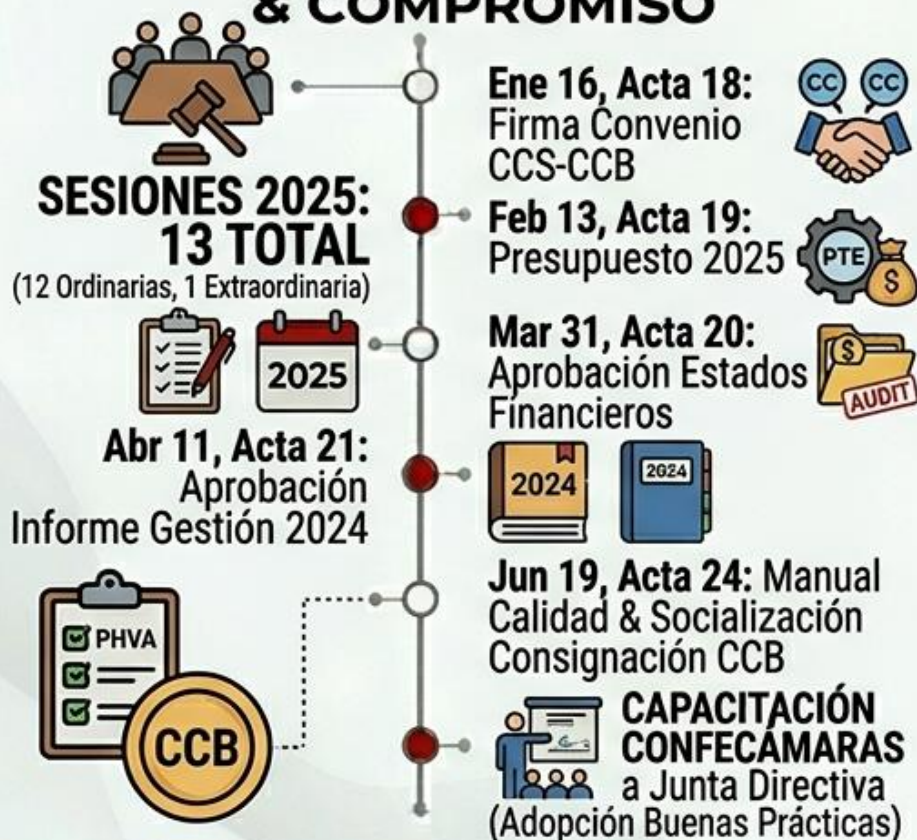 & COMPROMISO
SESIONES 2025:
13 TOTAL
(12 Ordinarias, 1 Extraordinaria)
2025
Ene 16, Acta 18:
Firma Convenio
CCS-CCB
CC CC
Feb 13, Acta 19:
Presupuesto 2025
PTE
$
Mar 31, Acta 20:
Aprobación Estados
Financieros
$
AUDIT
Abr 11, Acta 21:
Aprobación
Informe Gestión 2024
2024
2024
Jun 19, Acta 24: Manual
Calidad & Socialización
Consignación CCB
PHVA
CCB
CAPACITACIÓN
CONFECÁMARAS
a Junta Directiva
(Adopción Buenas Prácticas)